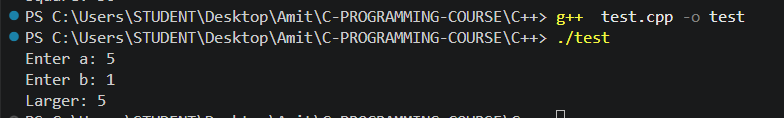 PS C:\Users\STUDENT\Desktop\Amit\C-PROGRAMMING-COURSE\C++> g++  test.cpp -o test
PS C:\Users\STUDENT\Desktop\Amit\C-PROGRAMMING-COURSE\C++> ./test
Enter a: 5
Enter b: 1
Larger: 5
PS C:\Users\STUDENT\Desktop\Amit\C-PROGRAMMING-COURSE\C++>